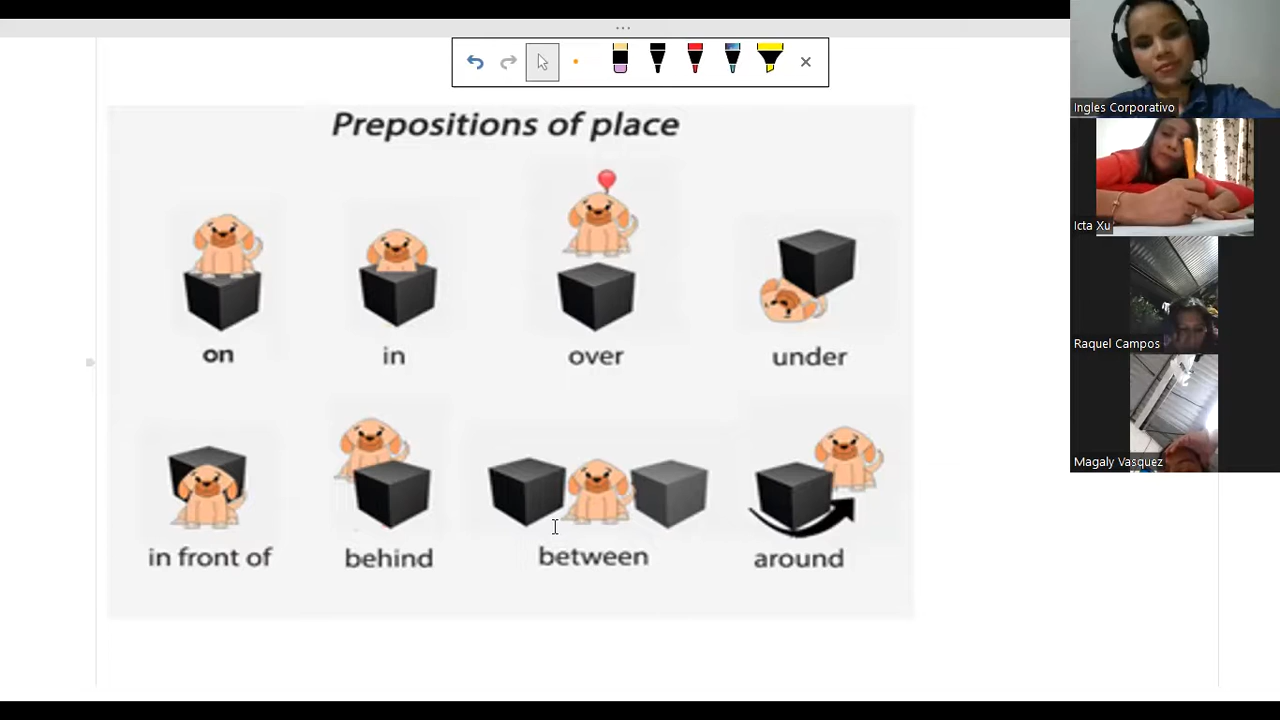 Prepositions of place
on in over under
in front of behind between around
Ingles Corporativo
Icta Xu
Raquel Campos
Magaly Vasquez